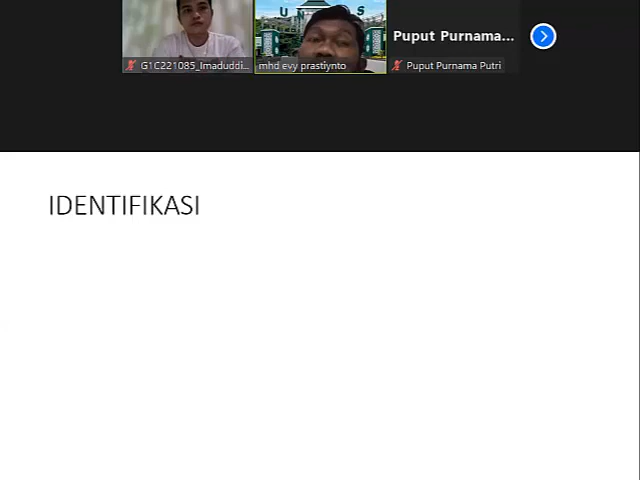 G1C221085_Imaduddi...
mhd evy prastiynto
Puput Purnama...
Puput Purnama Putri
IDENTIFIKASI